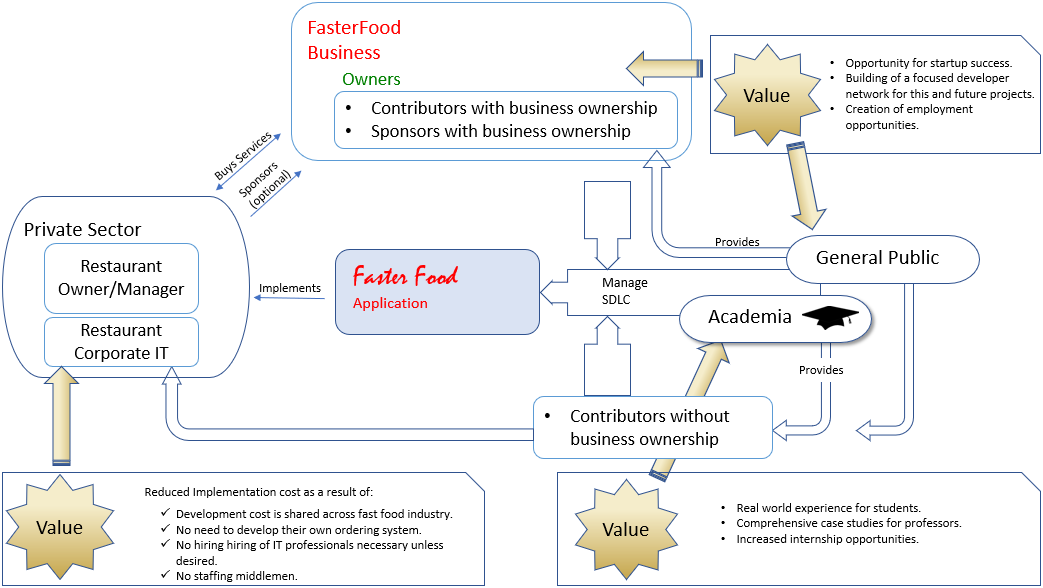 FasterFood
Business
Owners
• Contributors with business ownership
• Sponsors with business ownership
Value
• Opportunity for startup success.
• Building of a focused developer
network for this and future projects.
• Creation of employment
opportunities.
Buys Services
Sponsors
(optional)
Private Sector
Restaurant
Owner/Manager
Restaurant
Corporate IT
Implements
Faster Food
Application
Manage
SDLC
Provides
General Public
Academia
Provides
• Contributors without
business ownership
Value
Reduced Implementation cost as a result of:
✓ Development cost is shared across fast food industry.
✓ No need to develop their own ordering system.
✓ No hiring hiring of IT professionals necessary unless
desired.
✓ No staffing middlemen.
Value
• Real world experience for students.
• Comprehensive case studies for professors.
• Increased internship opportunities.